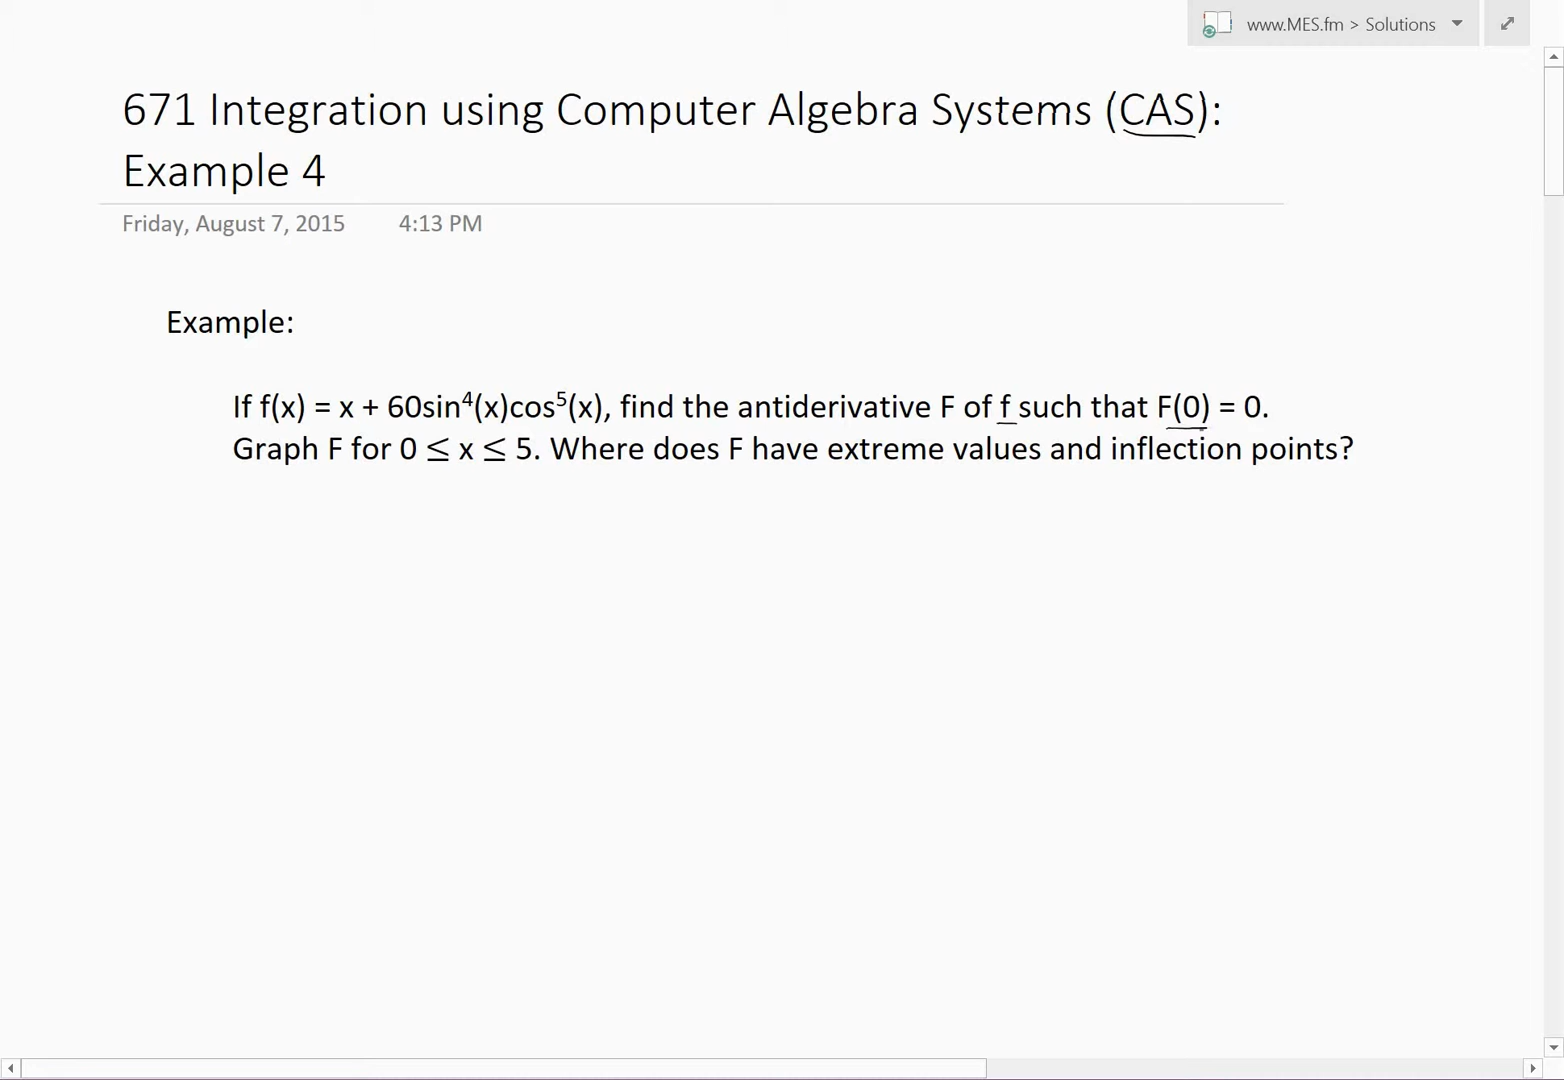 www.MES.fm > Solutions
671 Integration using Computer Algebra Systems (CAS):
Example 4
Friday, August 7, 2015 4:13 PM
Example:
If f(x) = x + 60sin⁴(x)cos⁵(x), find the antiderivative F of f such that F(0) = 0.
Graph F for 0 ≤ x ≤ 5. Where does F have extreme values and inflection points?